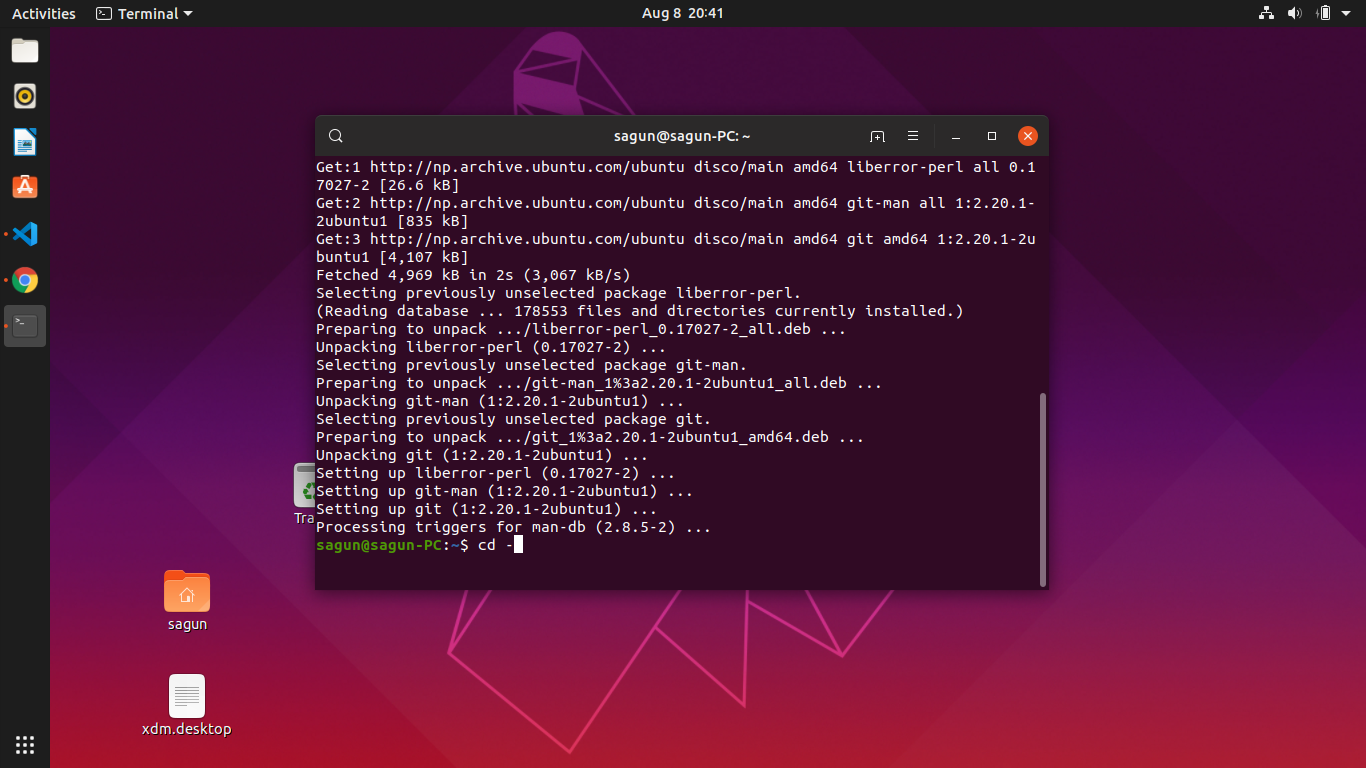 Activities Terminal Aug 8 20:41
sagun@sagun-PC: ~
Get:1 http://np.archive.ubuntu.com/ubuntu disco/main amd64 liberror-perl all 0.1
7027-2 [26.6 kB]
Get:2 http://np.archive.ubuntu.com/ubuntu disco/main amd64 git-man all 1:2.20.1-
2ubuntu1 [835 kB]
Get:3 http://np.archive.ubuntu.com/ubuntu disco/main amd64 git amd64 1:2.20.1-2u
buntu1 [4,107 kB]
Fetched 4,969 kB in 2s (3,067 kB/s)
Selecting previously unselected package liberror-perl.
(Reading database ... 178553 files and directories currently installed.)
Preparing to unpack .../liberror-perl_0.17027-2_all.deb ...
Unpacking liberror-perl (0.17027-2) ...
Selecting previously unselected package git-man.
Preparing to unpack .../git-man_1%3a2.20.1-2ubuntu1_all.deb ...
Unpacking git-man (1:2.20.1-2ubuntu1) ...
Selecting previously unselected package git.
Preparing to unpack .../git_1%3a2.20.1-2ubuntu1_amd64.deb ...
Unpacking git (1:2.20.1-2ubuntu1) ...
Setting up liberror-perl (0.17027-2) ...
Setting up git-man (1:2.20.1-2ubuntu1) ...
Setting up git (1:2.20.1-2ubuntu1) ...
Processing triggers for man-db (2.8.5-2) ...
sagun@sagun-PC:~$ cd -
Tra
sagun
xdm.desktop